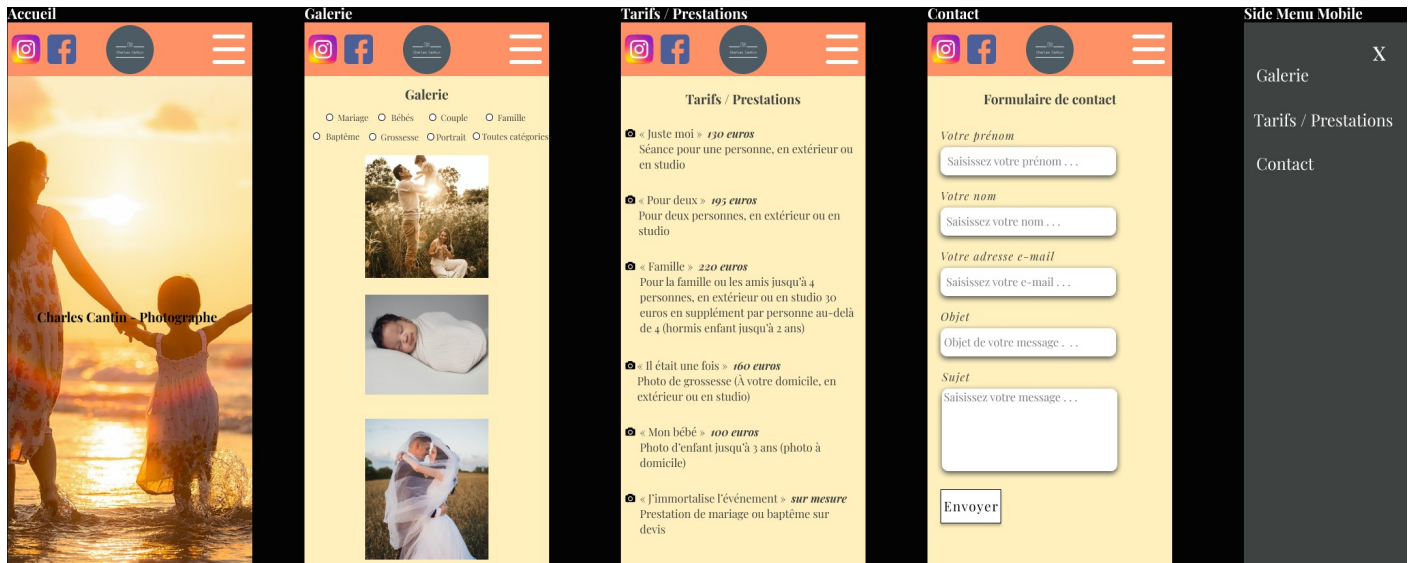 Accueil
Charles Cantin - Photographe
Galerie
Galerie
Mariage Bébés Couple Famille
Baptême Grossesse Portrait Toutes catégories
Tarifs / Prestations
Tarifs / Prestations
« Juste moi » 130 euros
Séance pour une personne, en extérieur ou
en studio
« Pour deux » 195 euros
Pour deux personnes, en extérieur ou en
studio
« Famille » 220 euros
Pour la famille ou les amis jusqu'à 4
personnes, en extérieur ou en studio 30
euros en supplément par personne au-delà
de 4 (hormis enfant jusqu'à 2 ans)
« Il était une fois » 160 euros
Photo de grossesse (À votre domicile, en
extérieur ou en studio)
« Mon bébé » 100 euros
Photo d'enfant jusqu'à 3 ans (photo à
domicile)
« J'immortalise l'événement » sur mesure
Prestation de mariage ou baptême sur
devis
Contact
Formulaire de contact
Votre prénom
Saisissez votre prénom . . .
Votre nom
Saisissez votre nom . . .
Votre adresse e-mail
Saisissez votre e-mail . . .
Objet
Objet de votre message . . .
Sujet
Saisissez votre message . . .
Envoyer
Side Menu Mobile
X
Galerie
Tarifs / Prestations
Contact